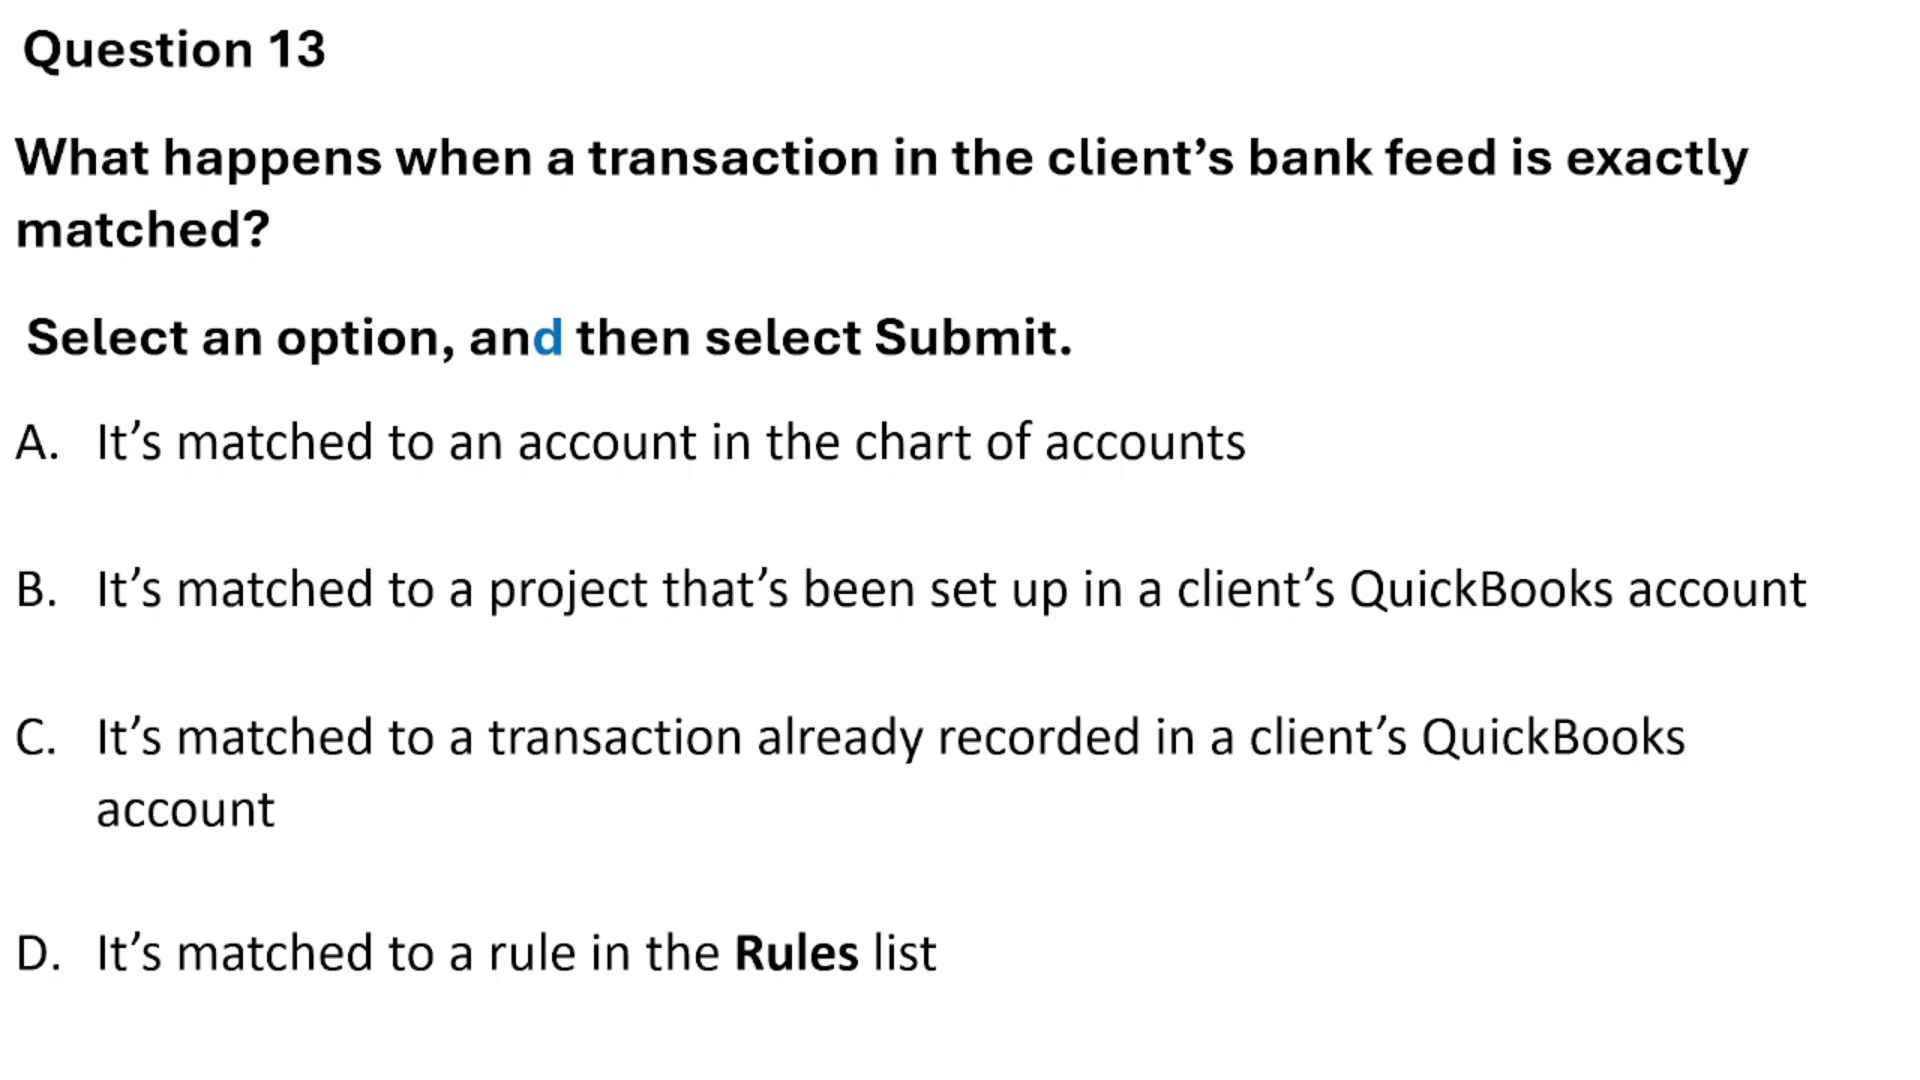 Question 13
What happens when a transaction in the client’s bank feed is exactly
matched?
Select an option, and then select Submit.
A. It’s matched to an account in the chart of accounts
B. It’s matched to a project that’s been set up in a client’s QuickBooks account
C. It’s matched to a transaction already recorded in a client’s QuickBooks
account
D. It’s matched to a rule in the Rules list